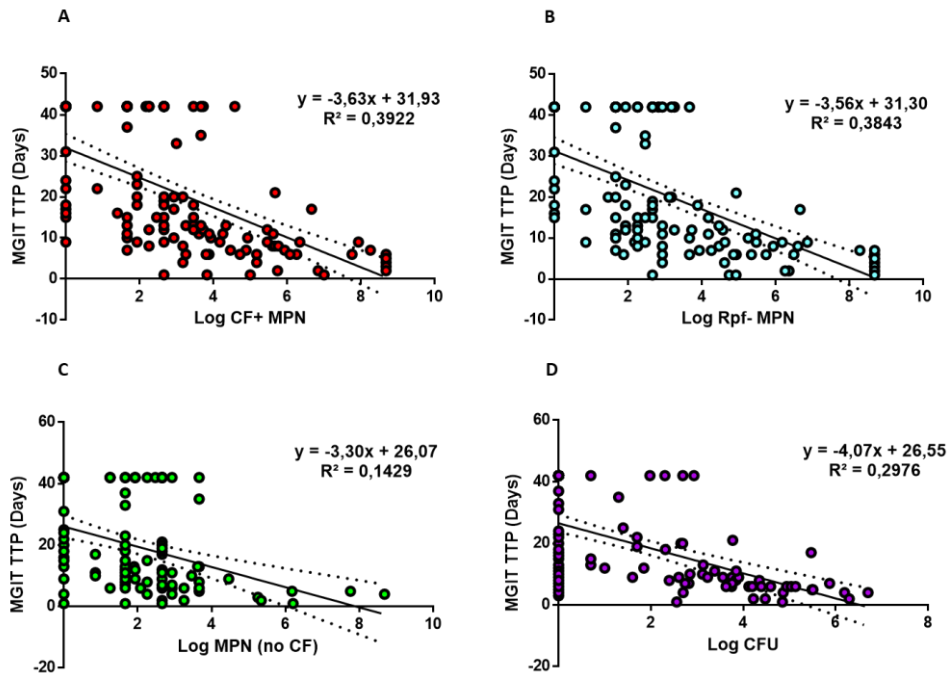 A
50
40
30
20
10
0
-10
MGIT TTP (Days)
2
4
6
8
10
Log CF+ MPN
y = -3,63x + 31,93
R² = 0,3922
B
50
40
30
20
10
0
-10
MGIT TTP (Days)
2
4
6
8
10
Log Rpf- MPN
y = -3,56x + 31,30
R² = 0,3843
C
60
40
20
0
-20
MGIT TTP (Days)
2
4
6
8
10
Log MPN (no CF)
y = -3,30x + 26,07
R² = 0,1429
D
60
40
20
0
-20
MGIT TTP (Days)
2
4
6
8
Log CFU
y = -4,07x + 26,55
R² = 0,2976